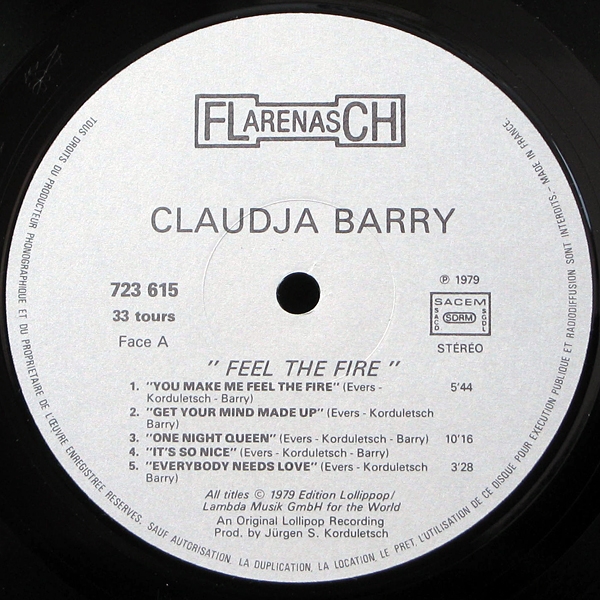 FLARENASCH
CLAUDJA BARRY
723 615
33 tours
Face A
℗ 1979
SACEM
SACD
SDRM
SGDL
STÉRÉO
" FEEL THE FIRE "
1. "YOU MAKE ME FEEL THE FIRE" (Evers - 5'44
Korduletsch - Barry)
2. "GET YOUR MIND MADE UP" (Evers - Korduletsch
Barry)
3. "ONE NIGHT QUEEN" (Evers - Korduletsch - Barry) 10'16
4. "IT'S SO NICE" (Evers - Korduletsch - Barry)
5. "EVERYBODY NEEDS LOVE" (Evers - Korduletsch 3'28
Barry)
All titles © 1979 Edition Lollippop/
Lambda Musik GmbH for the World
An Original Lollipop Recording
Prod. by Jürgen S. Korduletsch
TOUS DROITS DU PRODUCTEUR PHONOGRAPHIQUE ET DU PROPRIETAIRE DE L'ŒUVRE ENREGISTREE RESERVES. SAUF AUTORISATION, LA DUPLICATION, LA LOCATION, LE PRET, L'UTILISATION DE CE DISQUE POUR EXECUTION PUBLIQUE ET RADIODIFFUSION SONT INTERDITS. - MADE IN FRANCE.